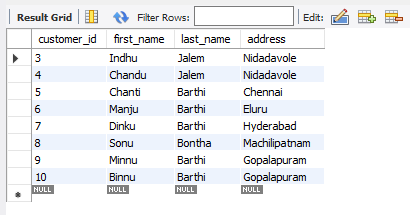 Result Grid Filter Rows: Edit:
customer_id first_name last_name address
3 Indhu Jalem Nidadavole
4 Chandu Jalem Nidadavole
5 Chanti Barthi Chennai
6 Manju Barthi Eluru
7 Dinku Barthi Hyderabad
8 Sonu Bontha Machilipatnam
9 Minnu Barthi Gopalapuram
10 Binnu Barthi Gopalapuram
NULL NULL NULL NULL